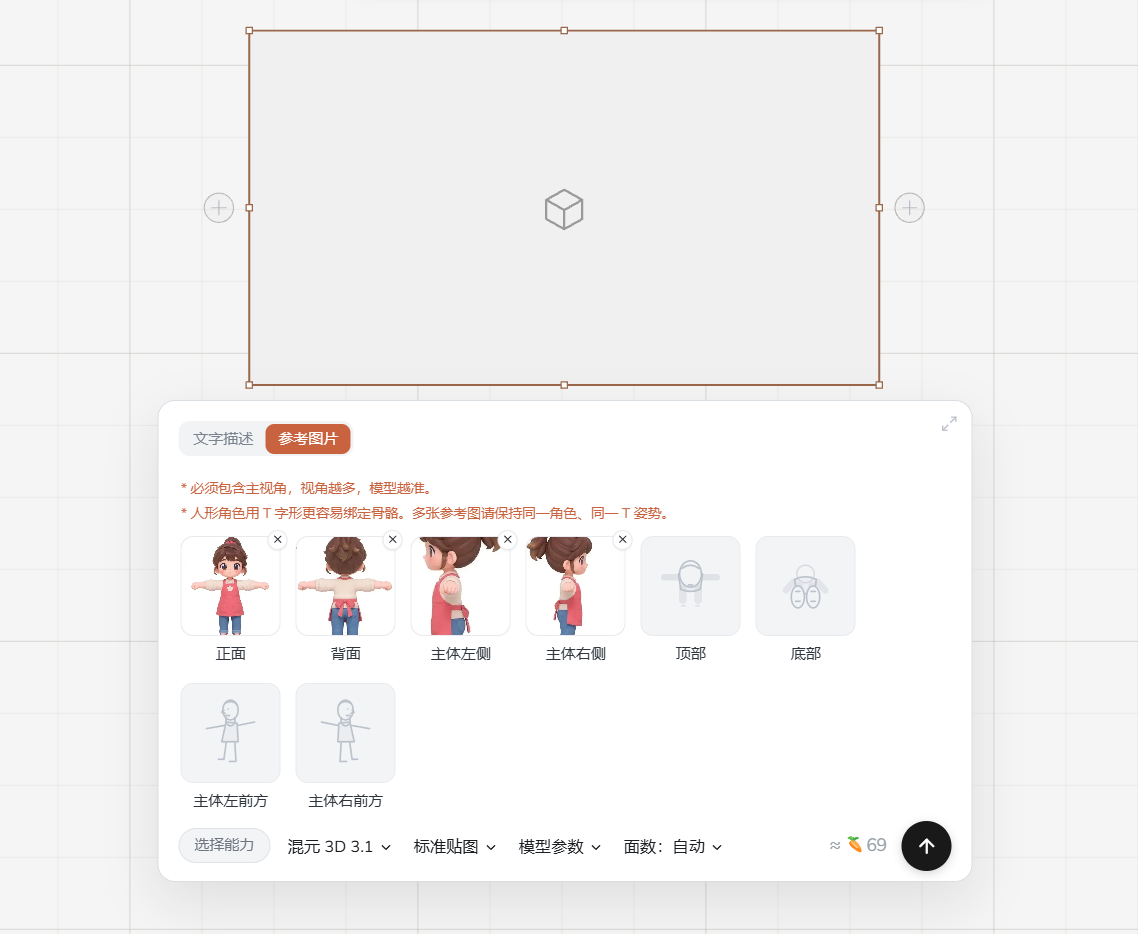 文字描述 参考图片
* 必须包含主视角，视角越多，模型越准。
* 人形角色用 T 字形更容易绑定骨骼。多张参考图请保持同一角色、同一 T 姿势。
正面 背面 主体左侧 主体右侧 顶部 底部
主体左前方 主体右前方
选择能力 混元 3D 3.1 标准贴图 模型参数 面数：自动 ≈ 69